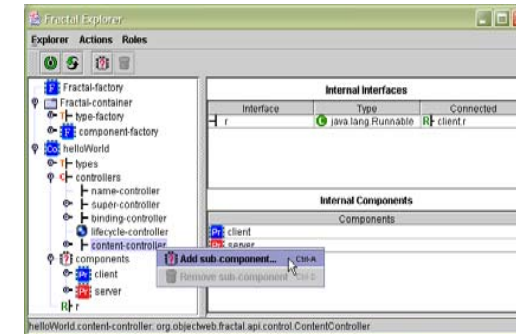 Fractal Explorer
Explorer Actions Roles
Fractal-factory
Fractal-container
type-factory
component-factory
helloWorld
types
controllers
name-controller
super-controller
binding-controller
lifecycle-controller
content-controller
components
client
server
r
Internal Interfaces
Interface Type Connected
r java.lang.Runnable client.r
Internal Components
Components
client
server
Add sub-component... Ctrl-A
Remove sub-component
helloWorld.content-controller: org.objectweb.fractal.api.control.ContentController